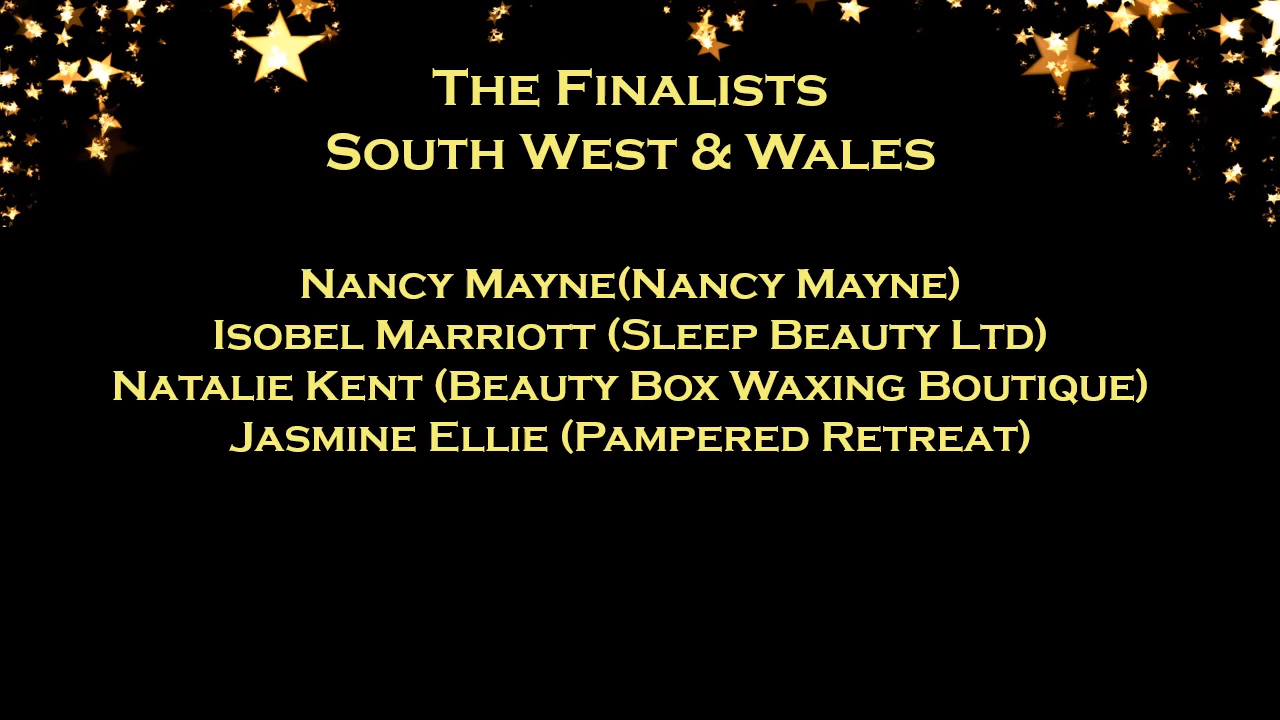 The Finalists
South West & Wales
Nancy Mayne(Nancy Mayne)
Isobel Marriott (Sleep Beauty Ltd)
Natalie Kent (Beauty Box Waxing Boutique)
Jasmine Ellie (Pampered Retreat)